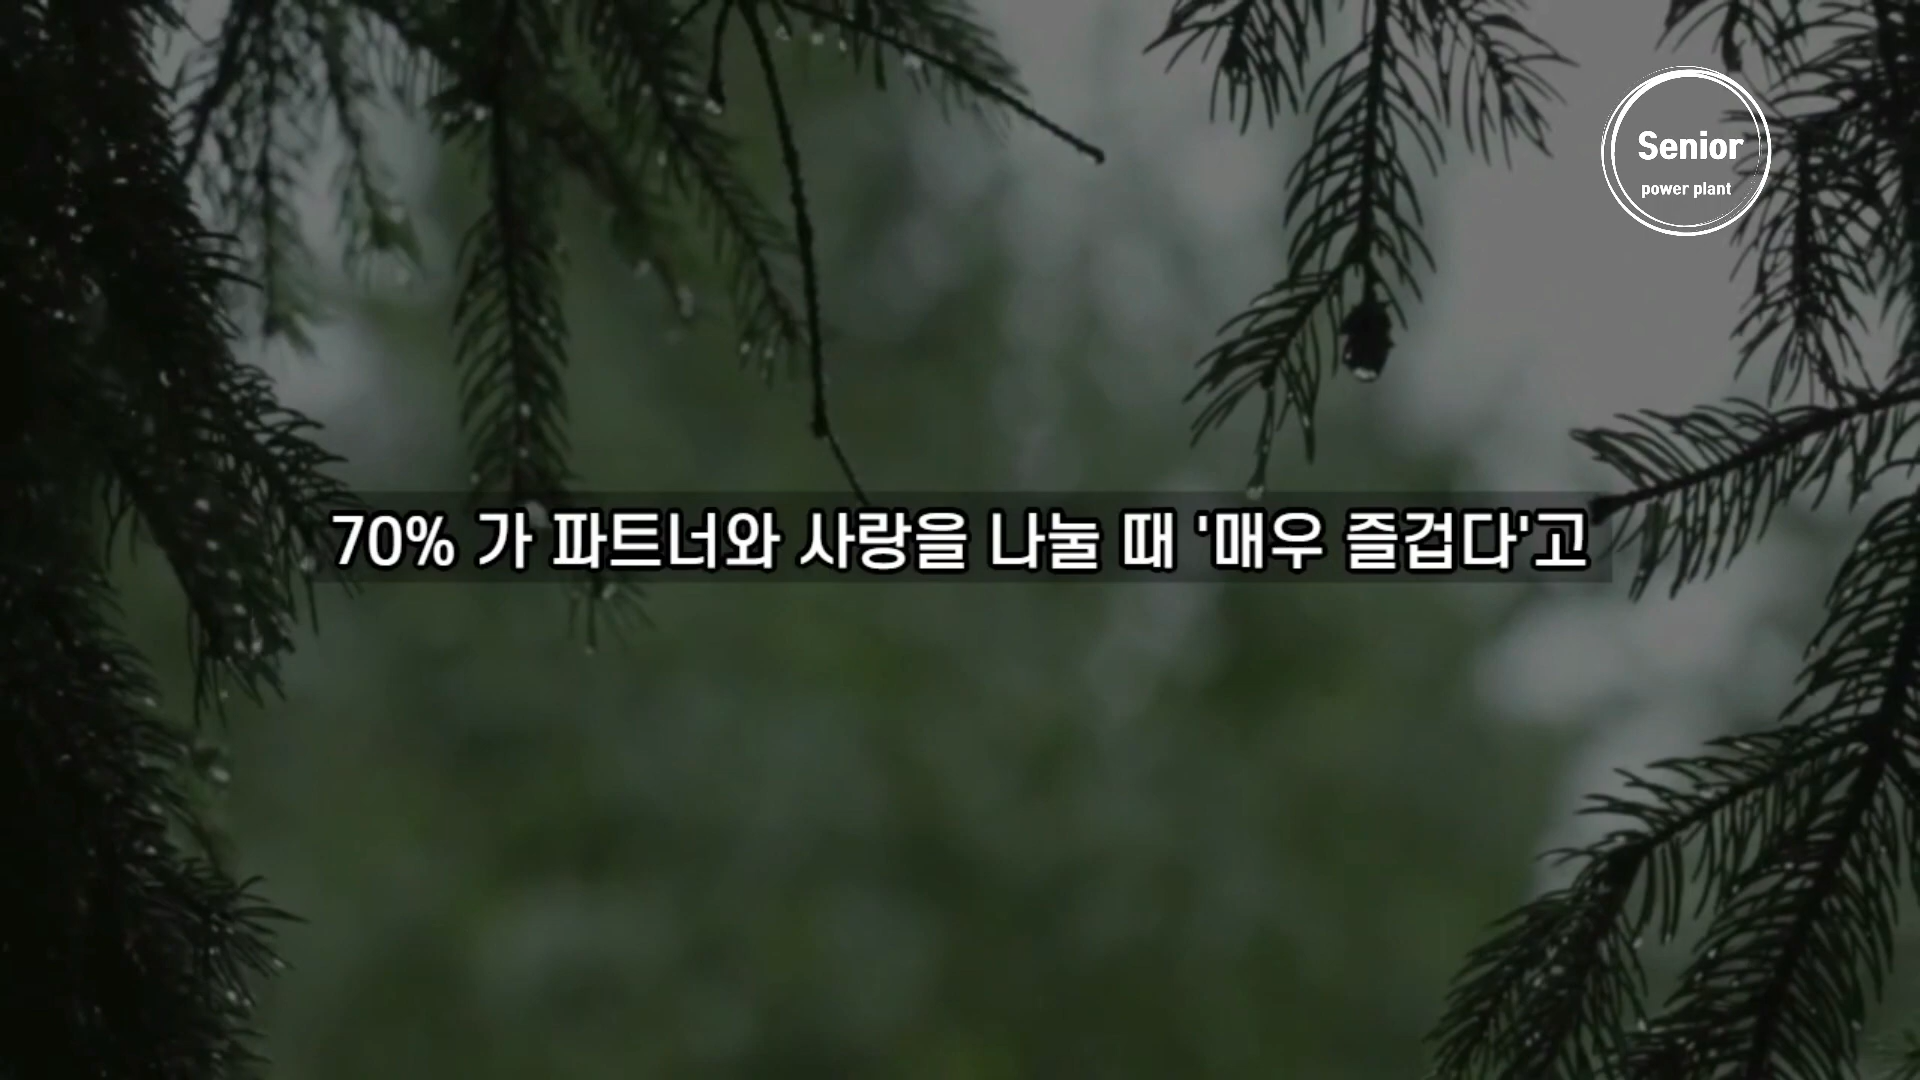 Senior
power plant
70% 가 파트너와 사랑을 나눌 때 '매우 즐겁다'고